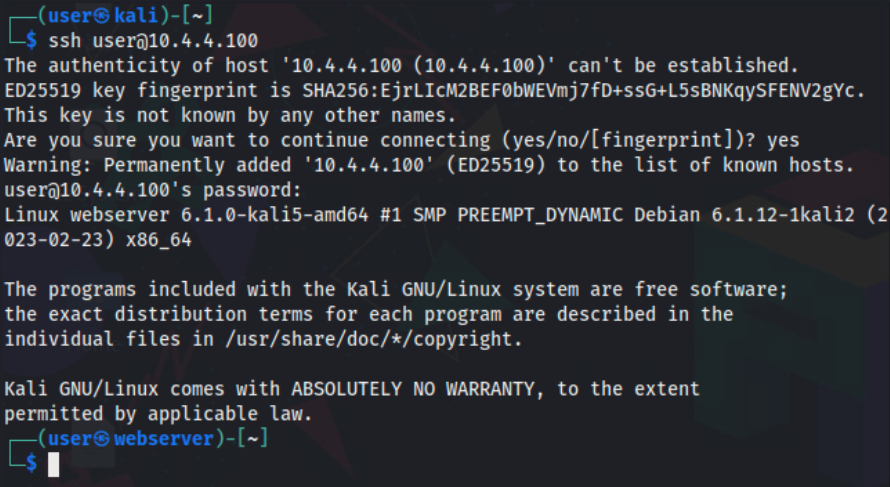 ┌──(user㉿kali)-[~]
└─$ ssh user@10.4.4.100
The authenticity of host '10.4.4.100 (10.4.4.100)' can't be established.
ED25519 key fingerprint is SHA256:EjrLIcM2BEF0bWEVmj7fD+ssG+L5sBNKqySFENV2gYc.
This key is not known by any other names.
Are you sure you want to continue connecting (yes/no/[fingerprint])? yes
Warning: Permanently added '10.4.4.100' (ED25519) to the list of known hosts.
user@10.4.4.100's password:
Linux webserver 6.1.0-kali5-amd64 #1 SMP PREEMPT_DYNAMIC Debian 6.1.12-1kali2 (2
023-02-23) x86_64

The programs included with the Kali GNU/Linux system are free software;
the exact distribution terms for each program are described in the
individual files in /usr/share/doc/*/copyright.

Kali GNU/Linux comes with ABSOLUTELY NO WARRANTY, to the extent
permitted by applicable law.
┌──(user㉿webserver)-[~]
└─$